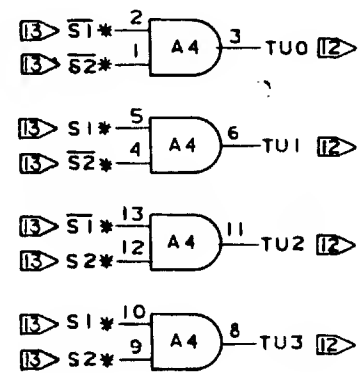 13 S̅1̅* 2 A4 3 TU0 12
13 S̅2̅* 1
13 S1* 5 A4 6 TU1 12
13 S̅2̅* 4
13 S̅1̅* 13 A4 11 TU2 12
13 S2* 12
13 S1* 10 A4 8 TU3 12
13 S2* 9